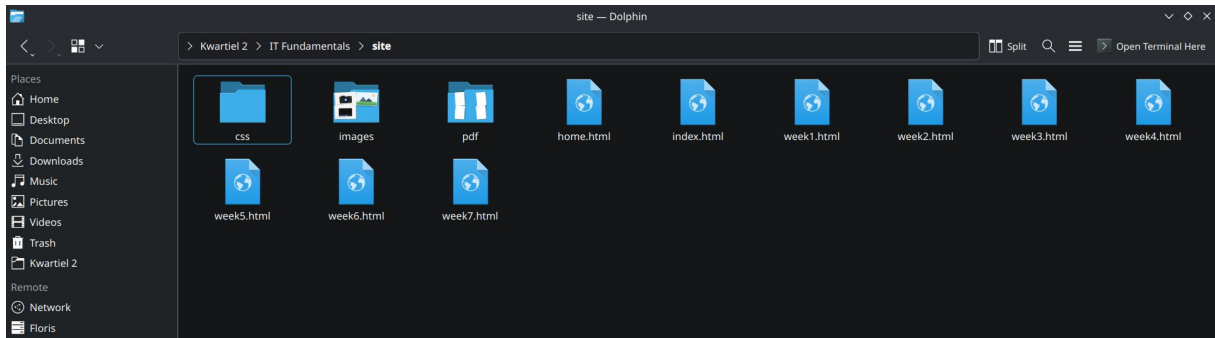 site — Dolphin
Kwartiel 2 > IT Fundamentals > site
Split
Open Terminal Here
Places
Home
Desktop
Documents
Downloads
Music
Pictures
Videos
Trash
Kwartiel 2
Remote
Network
Floris
css images pdf home.html index.html week1.html week2.html week3.html week4.html
week5.html week6.html week7.html